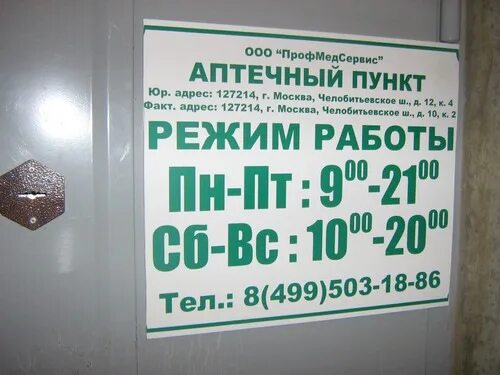 ООО "ПрофМедСервис"
АПТЕЧНЫЙ ПУНКТ
Юр. адрес: 127214, г. Москва, Челобитьевское ш., д. 12, к. 4
Факт. адрес: 127214, г. Москва, Челобитьевское ш., д. 10, к. 2
РЕЖИМ РАБОТЫ
Пн-Пт : 9⁰⁰-21⁰⁰
Сб-Вс : 10⁰⁰-20⁰⁰
Тел.: 8(499)503-18-86